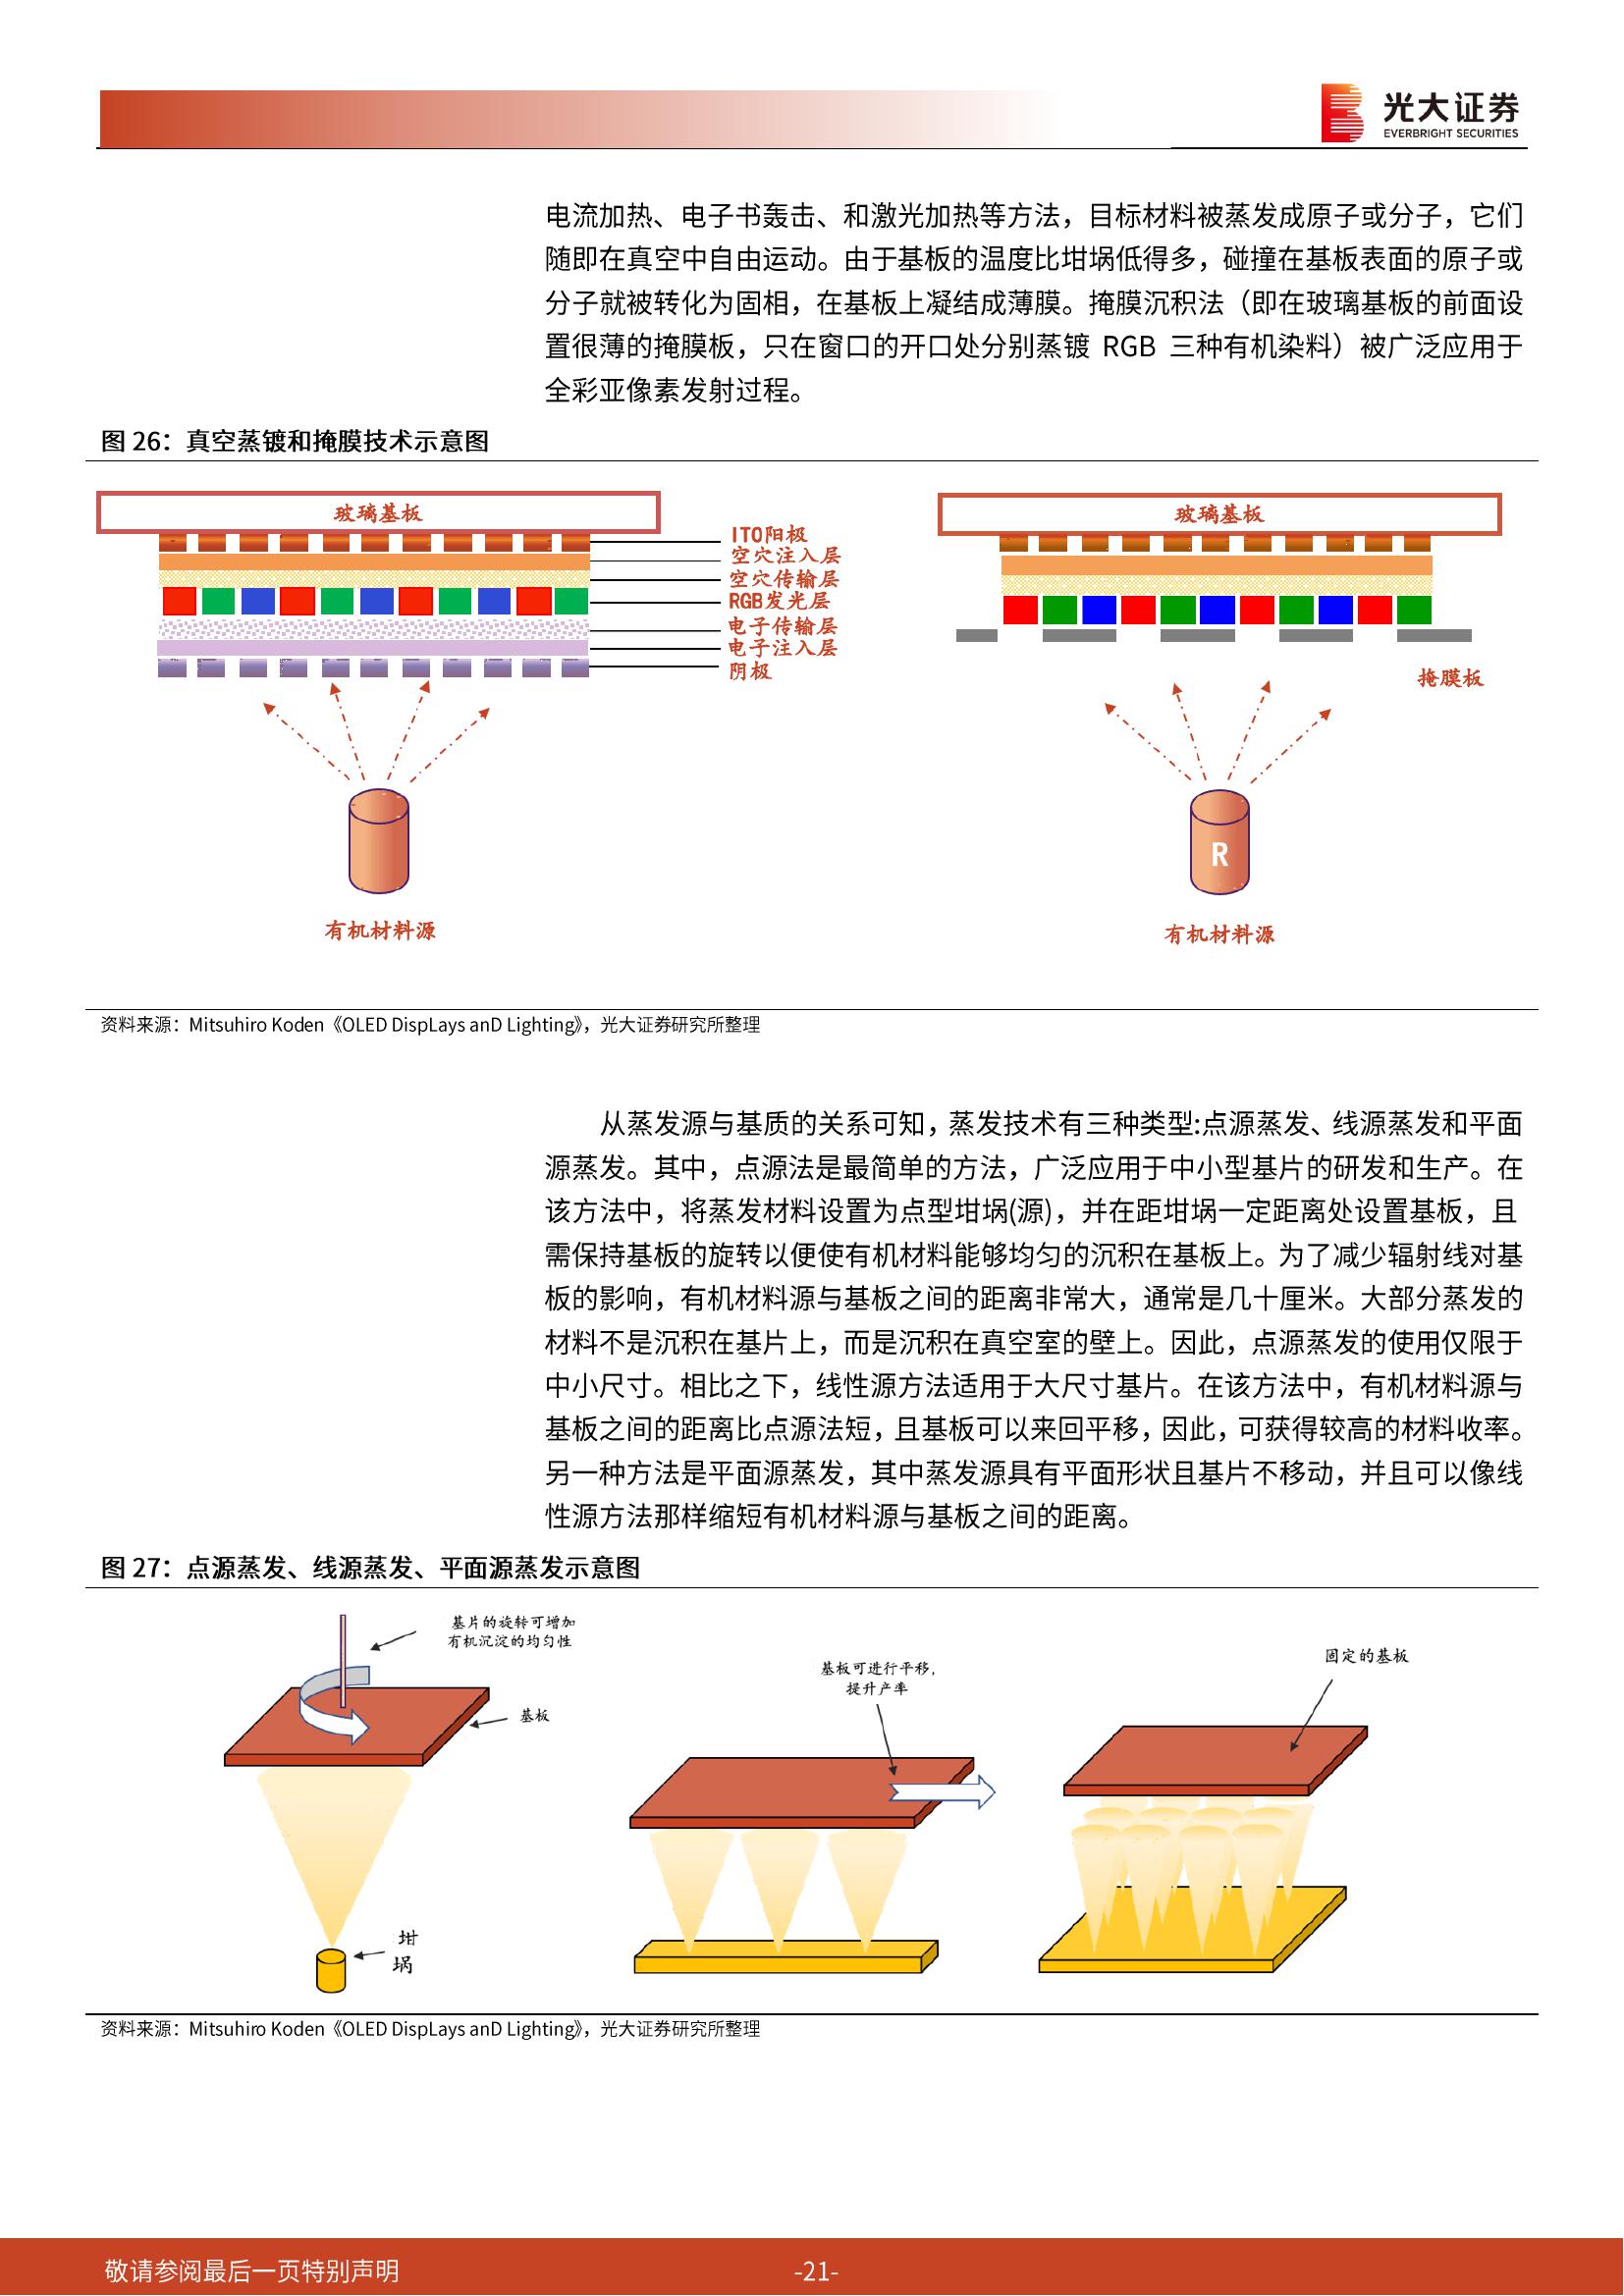 光大证券
EVERBRIGHT SECURITIES
电流加热、电子书轰击、和激光加热等方法，目标材料被蒸发成原子或分子，它们
随即在真空中自由运动。由于基板的温度比坩埚低得多，碰撞在基板表面的原子或
分子就被转化为固相，在基板上凝结成薄膜。掩膜沉积法（即在玻璃基板的前面设
置很薄的掩膜板，只在窗口的开口处分别蒸镀 RGB 三种有机染料）被广泛应用于
全彩亚像素发射过程。
图 26：真空蒸镀和掩膜技术示意图
玻璃基板
ITO阳极
空穴注入层
空穴传输层
RGB发光层
电子传输层
电子注入层
阴极
有机材料源
玻璃基板
掩膜板
R
有机材料源
资料来源：Mitsuhiro Koden《OLED DispLays anD Lighting》，光大证券研究所整理
从蒸发源与基质的关系可知，蒸发技术有三种类型:点源蒸发、线源蒸发和平面
源蒸发。其中，点源法是最简单的方法，广泛应用于中小型基片的研发和生产。在
该方法中，将蒸发材料设置为点型坩埚(源)，并在距坩埚一定距离处设置基板，且
需保持基板的旋转以便使有机材料能够均匀的沉积在基板上。为了减少辐射线对基
板的影响，有机材料源与基板之间的距离非常大，通常是几十厘米。大部分蒸发的
材料不是沉积在基片上，而是沉积在真空室的壁上。因此，点源蒸发的使用仅限于
中小尺寸。相比之下，线性源方法适用于大尺寸基片。在该方法中，有机材料源与
基板之间的距离比点源法短，且基板可以来回平移，因此，可获得较高的材料收率。
另一种方法是平面源蒸发，其中蒸发源具有平面形状且基片不移动，并且可以像线
性源方法那样缩短有机材料源与基板之间的距离。
图 27：点源蒸发、线源蒸发、平面源蒸发示意图
基片的旋转可增加
有机沉淀的均匀性
基板
坩
埚
基板可进行平移，
提升产率
固定的基板
资料来源：Mitsuhiro Koden《OLED DispLays anD Lighting》，光大证券研究所整理
敬请参阅最后一页特别声明
-21-